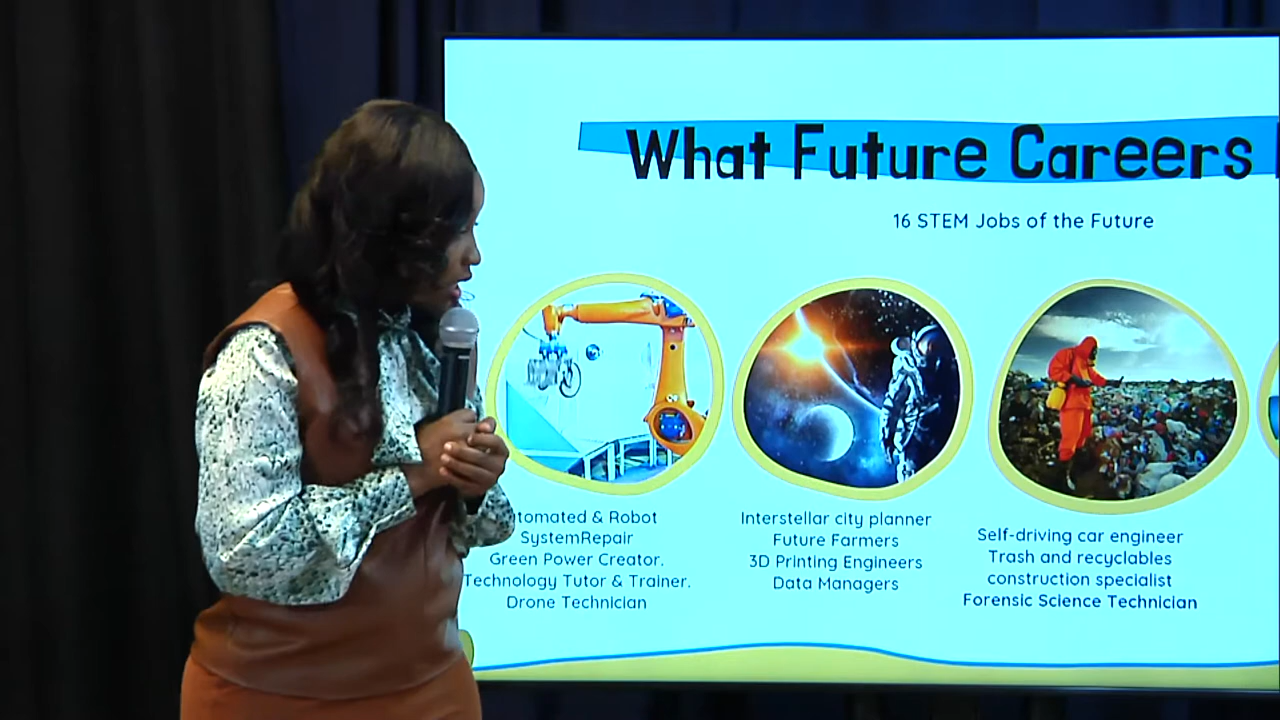 What Future Careers
16 STEM Jobs of the Future
& Robot
SystemRepair
Green Power Creator.
Technology Tutor & Trainer.
Drone Technician
Interstellar city planner
Future Farmers
3D Printing Engineers
Data Managers
Self-driving car engineer
Trash and recyclables
construction specialist
Forensic Science Technician